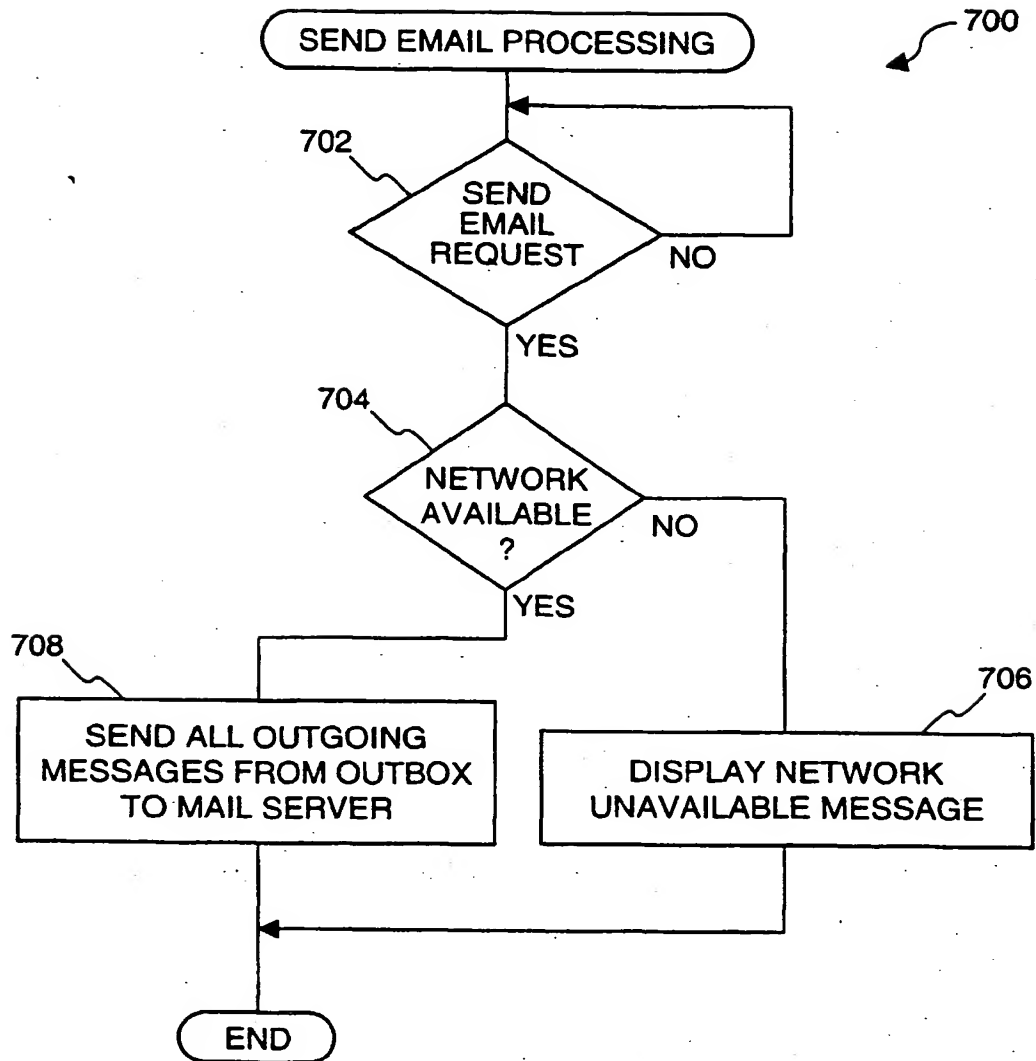 SEND EMAIL PROCESSING
700
702
SEND
EMAIL
REQUEST
NO
YES
704
NETWORK
AVAILABLE
?
NO
YES
708
SEND ALL OUTGOING
MESSAGES FROM OUTBOX
TO MAIL SERVER
706
DISPLAY NETWORK
UNAVAILABLE MESSAGE
END